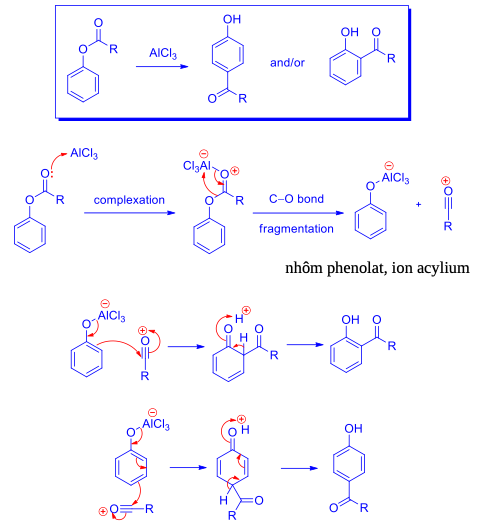 O
O
R
AlCl3
OH
O
R
and/or
OH
O
R
O:
AlCl3
O
R
complexation
⊖
Cl3Al
O
⊕
O
R
C−O bond
fragmentation
⊖
O
AlCl3
+
⊕
O
R
nhôm phenolat, ion acylium
⊖
O
AlCl3
⊕
O
R
H
⊕
O
H
O
R
OH
O
R
⊖
O
AlCl3
⊕
O
R
⊕
O
H
H
O
R
OH
O
R